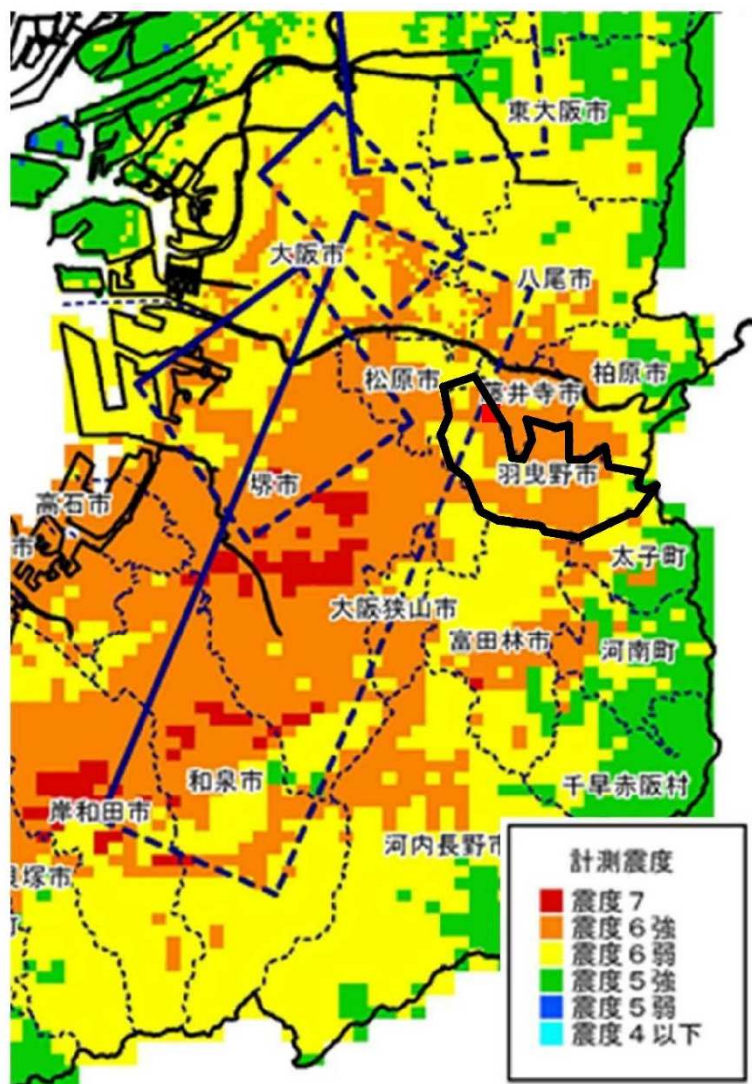 東大阪市
大阪市
八尾市
松原市
藤井寺市
柏原市
羽曳野市
堺市
高石市
市
太子町
大阪狭山市
富田林市
河南町
和泉市
千早赤阪村
岸和田市
河内長野市
貝塚市
町
計測震度
震度7
震度6強
震度6弱
震度5強
震度5弱
震度4以下